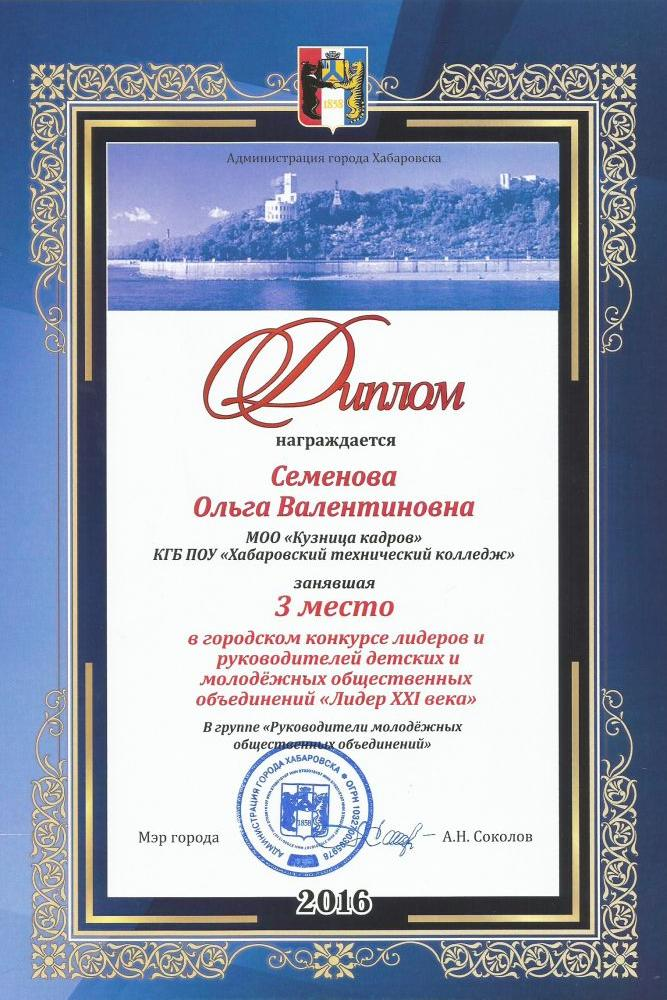 1858
Администрация города Хабаровска
Диплом
награждается
Семенова
Ольга Валентиновна
МОО «Кузница кадров»
КГБ ПОУ «Хабаровский технический колледж»
занявшая
3 место
в городском конкурсе лидеров и
руководителей детских и
молодёжных общественных
объединений «Лидер XXI века»
В группе «Руководители молодёжных
общественных объединений»
АДМИНИСТРАЦИЯ ГОРОДА ХАБАРОВСКА
1858
Мэр города
А.Н. Соколов
2016